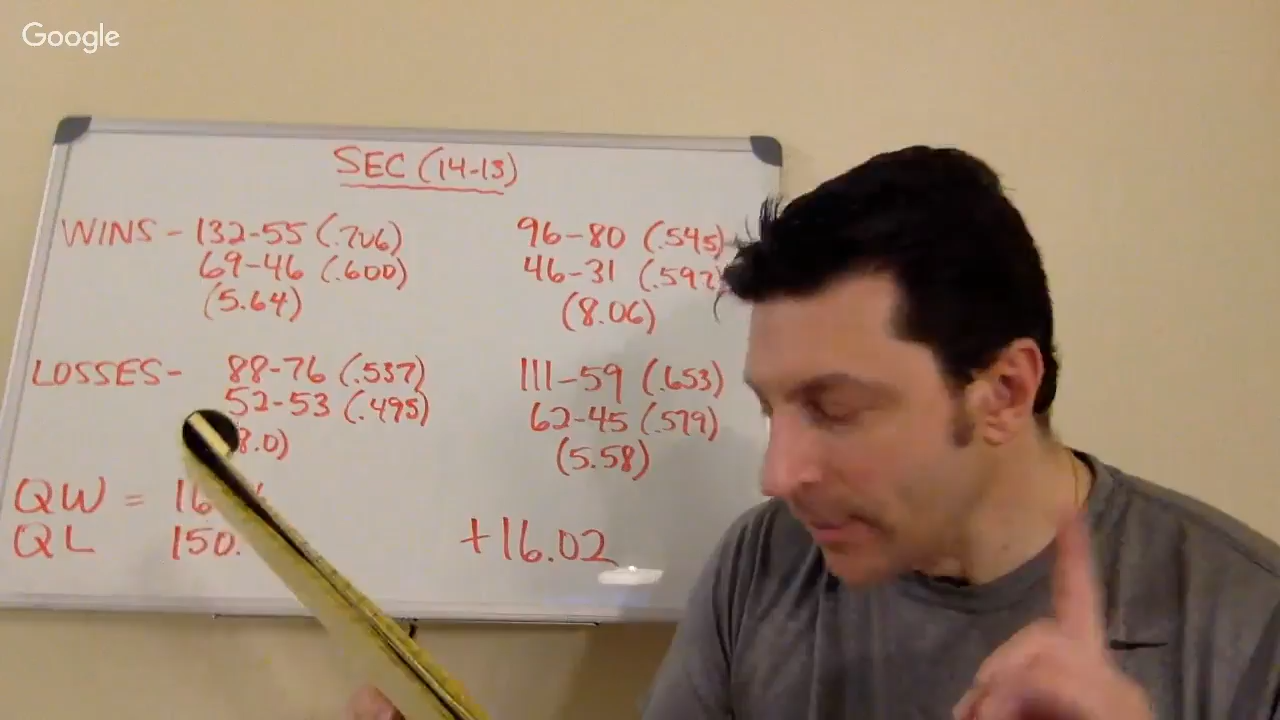 Google
SEC (14-13)
WINS - 132-55 (.706)
69-46 (.600)
(5.64)
96-80 (.545)
46-31 (.597)
(8.06)
LOSSES- 88-76 (.537)
52-53 (.495)
8.0)
111-59 (.653)
62-45 (.579)
(5.58)
QW = 16
QL 150.
+16.02